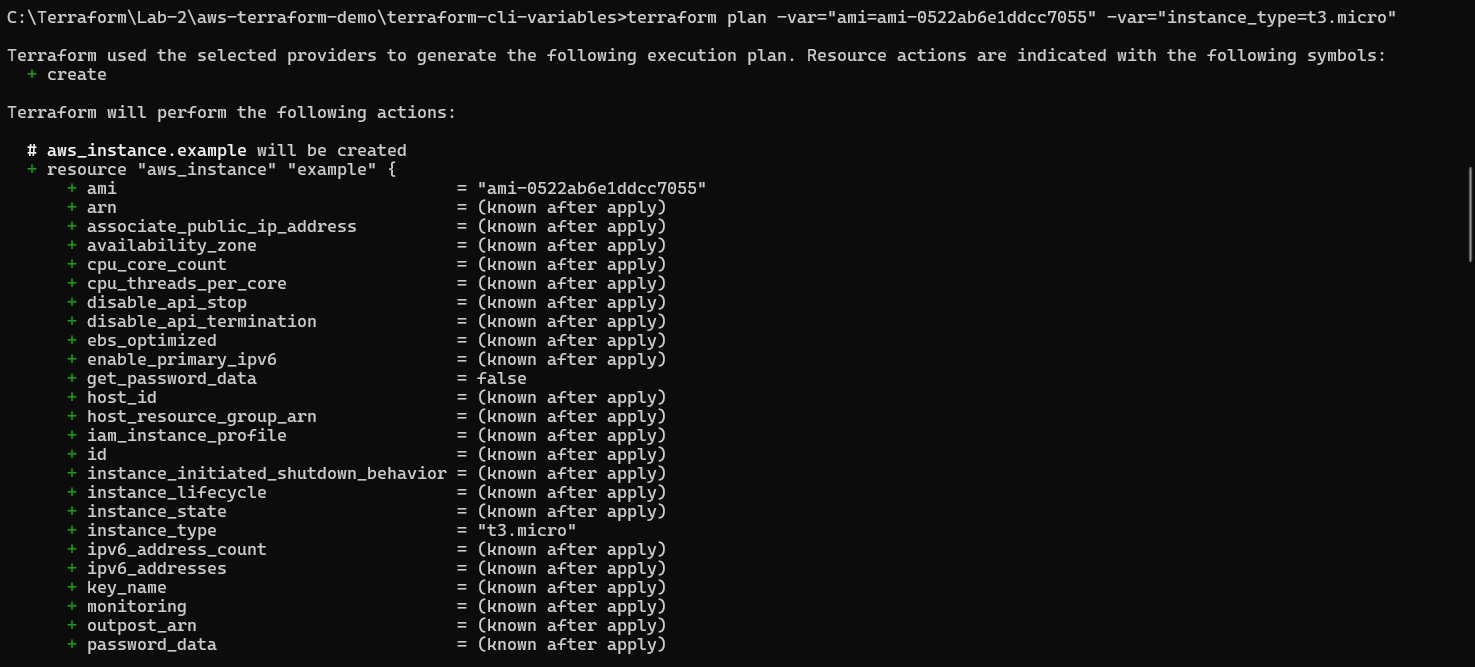 C:\Terraform\Lab-2\aws-terraform-demo\terraform-cli-variables>terraform plan -var="ami=ami-0522ab6e1ddcc7055" -var="instance_type=t3.micro"
Terraform used the selected providers to generate the following execution plan. Resource actions are indicated with the following symbols:
  + create
Terraform will perform the following actions:
  # aws_instance.example will be created
  + resource "aws_instance" "example" {
      + ami                                  = "ami-0522ab6e1ddcc7055"
      + arn                                  = (known after apply)
      + associate_public_ip_address          = (known after apply)
      + availability_zone                    = (known after apply)
      + cpu_core_count                       = (known after apply)
      + cpu_threads_per_core                 = (known after apply)
      + disable_api_stop                     = (known after apply)
      + disable_api_termination              = (known after apply)
      + ebs_optimized                        = (known after apply)
      + enable_primary_ipv6                  = (known after apply)
      + get_password_data                    = false
      + host_id                              = (known after apply)
      + host_resource_group_arn              = (known after apply)
      + iam_instance_profile                 = (known after apply)
      + id                                   = (known after apply)
      + instance_initiated_shutdown_behavior = (known after apply)
      + instance_lifecycle                   = (known after apply)
      + instance_state                       = (known after apply)
      + instance_type                        = "t3.micro"
      + ipv6_address_count                   = (known after apply)
      + ipv6_addresses                       = (known after apply)
      + key_name                             = (known after apply)
      + monitoring                           = (known after apply)
      + outpost_arn                          = (known after apply)
      + password_data                        = (known after apply)